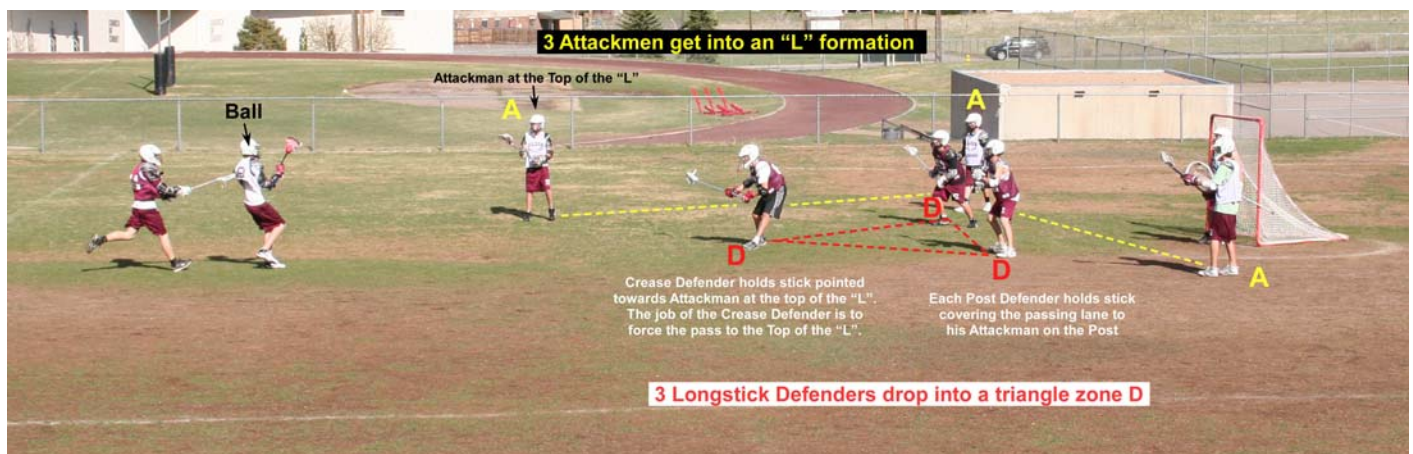 3 Attackmen get into an “L” formation
Attackman at the Top of the “L”
A
A
Ball
D
D
D
A
Crease Defender holds stick pointed
towards Attackman at the top of the “L”.
The job of the Crease Defender is to
force the pass to the Top of the “L”.
Each Post Defender holds stick
covering the passing lane to
his Attackman on the Post
3 Longstick Defenders drop into a triangle zone D